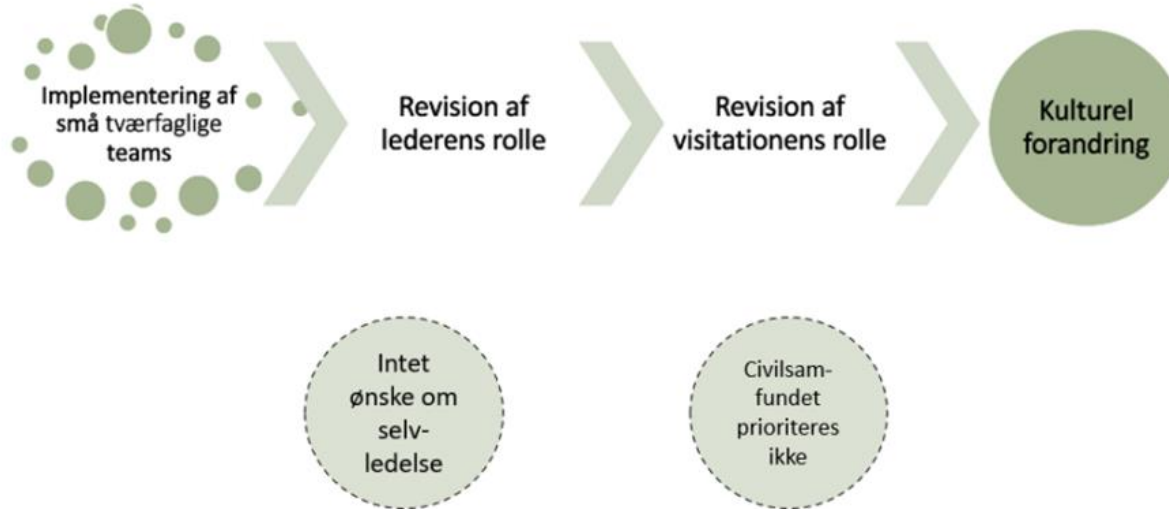 Implementering af
små tværfaglige
teams
Revision af
lederens rolle
Revision af
visitationens rolle
Kulturel
forandring
Intet
ønske om
selv-
ledelse
Civilsam-
fundet
prioriteres
ikke